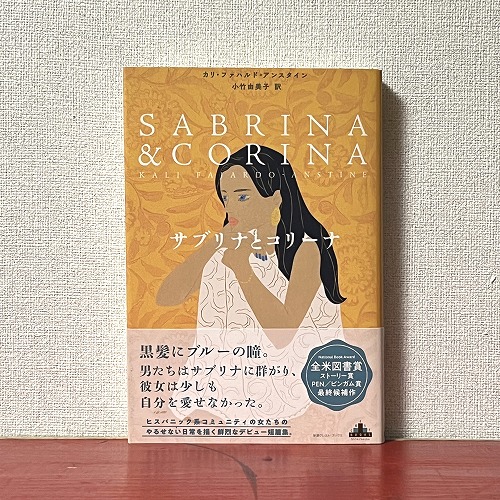 カリ・ファハルド・アンスタイン
小竹由美子 訳
SABRINA
& CORINA
KALI FAJARDO-ANSTINE
サブリナとコリーナ
黒髪にブルーの瞳。
男たちはサブリナに群がり、
彼女は少しも
自分を愛せなかった。
ヒスパニック系コミュニティの女たちの
やるせない日常を描く鮮烈なデビュー短篇集。
National Book Award
全米図書賞
ストーリー賞
PEN/ビンガム賞
最終候補作